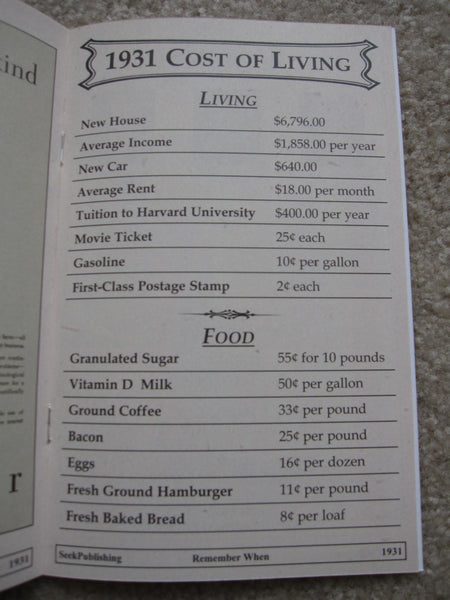 1931 COST OF LIVING
LIVING
New House $6,796.00
Average Income $1,858.00 per year
New Car $640.00
Average Rent $18.00 per month
Tuition to Harvard University $400.00 per year
Movie Ticket 25¢ each
Gasoline 10¢ per gallon
First-Class Postage Stamp 2¢ each
FOOD
Granulated Sugar 55¢ for 10 pounds
Vitamin D Milk 50¢ per gallon
Ground Coffee 33¢ per pound
Bacon 25¢ per pound
Eggs 16¢ per dozen
Fresh Ground Hamburger 11¢ per pound
Fresh Baked Bread 8¢ per loaf
SeekPublishing Remember When 1931
1931